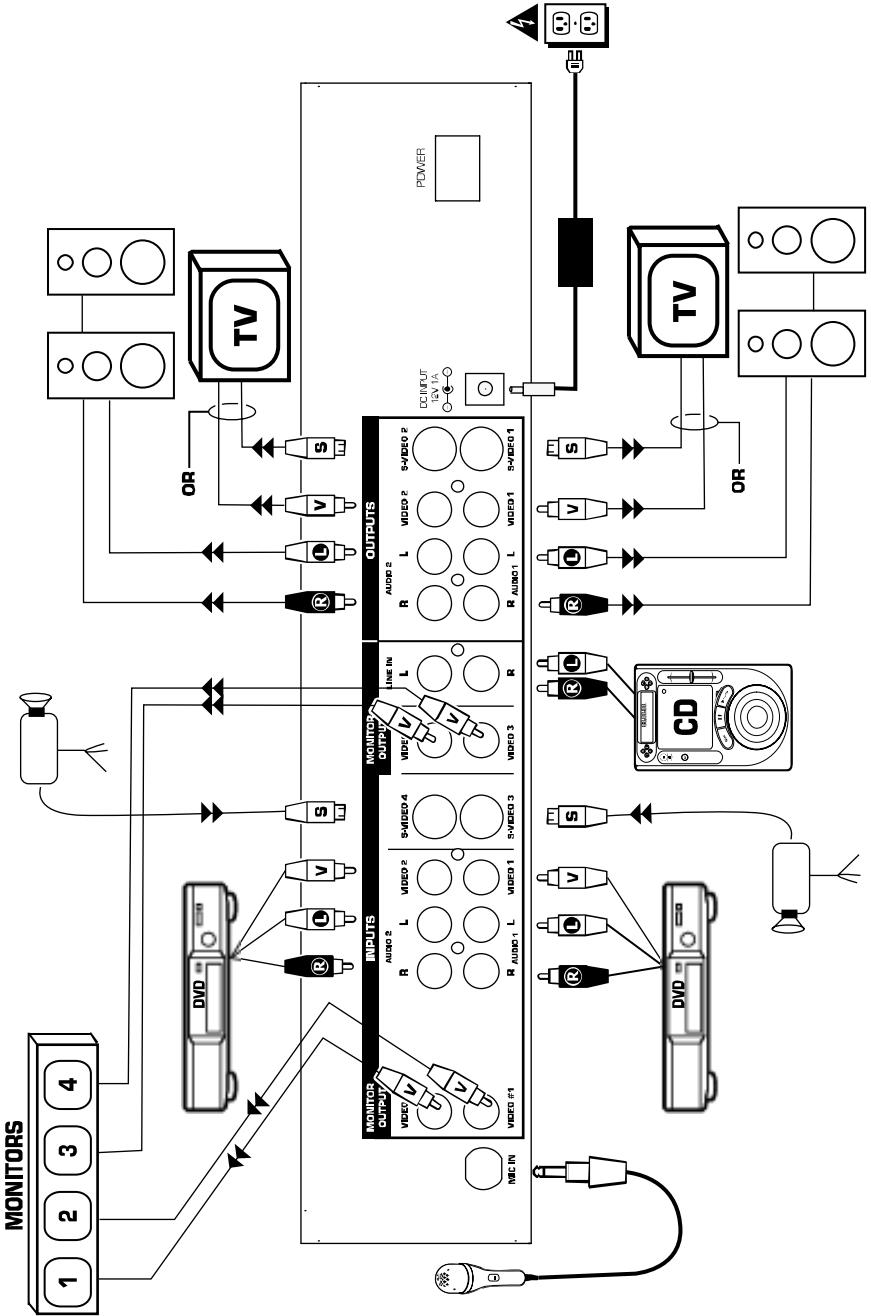 MONITORS
1 2 3 4
OR
DVD
TV
R L V S R L V S
MONITOR OUTPUT
INPUTS
MONITOR OUTPUT
OUTPUTS
VIDEO
AUDIO 2
R L
VIDEO 2
S-VIDEO 4
VIDEO
LINE IN
L
AUDIO 2
R L
VIDEO 2
S-VIDEO 2
DC INPUT
12V 1A
POWER
V V V V
MIC IN
VIDEO #1
R L
AUDIO 1
VIDEO 1
S-VIDEO 3
VIDEO 3
R
R L
AUDIO 1
VIDEO 1
S-VIDEO 1
R L V S R L R L V S
DVD
CD
TV
OR